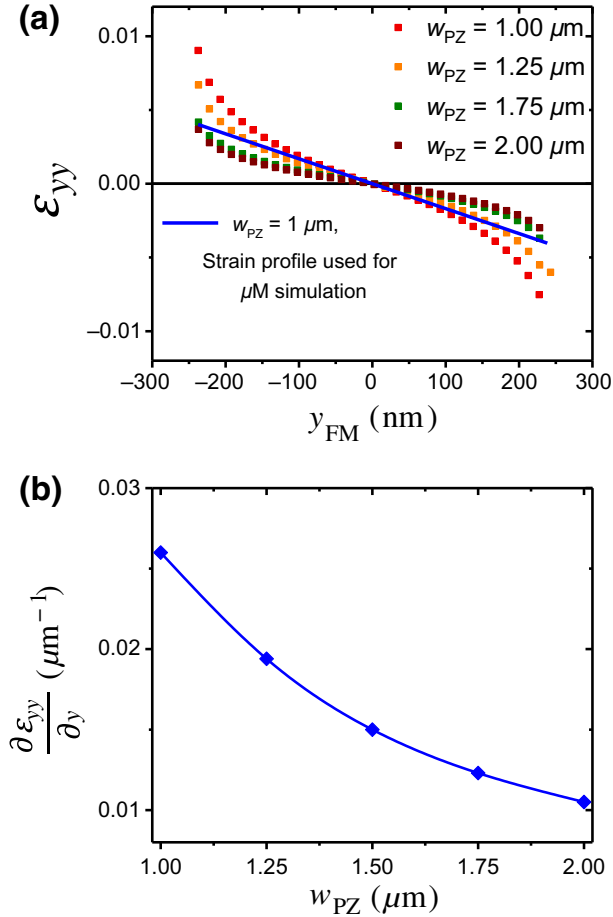 (a)
0.01
0.00
−0.01
εyy
w_PZ = 1.00 µm
w_PZ = 1.25 µm
w_PZ = 1.75 µm
w_PZ = 2.00 µm
w_PZ = 1 µm,
Strain profile used for
µM simulation
−300 −200 −100 0 100 200 300
y_FM (nm)
(b)
0.03
0.02
0.01
∂εyy/∂y (µm⁻¹)
1.00 1.25 1.50 1.75 2.00
w_PZ (µm)